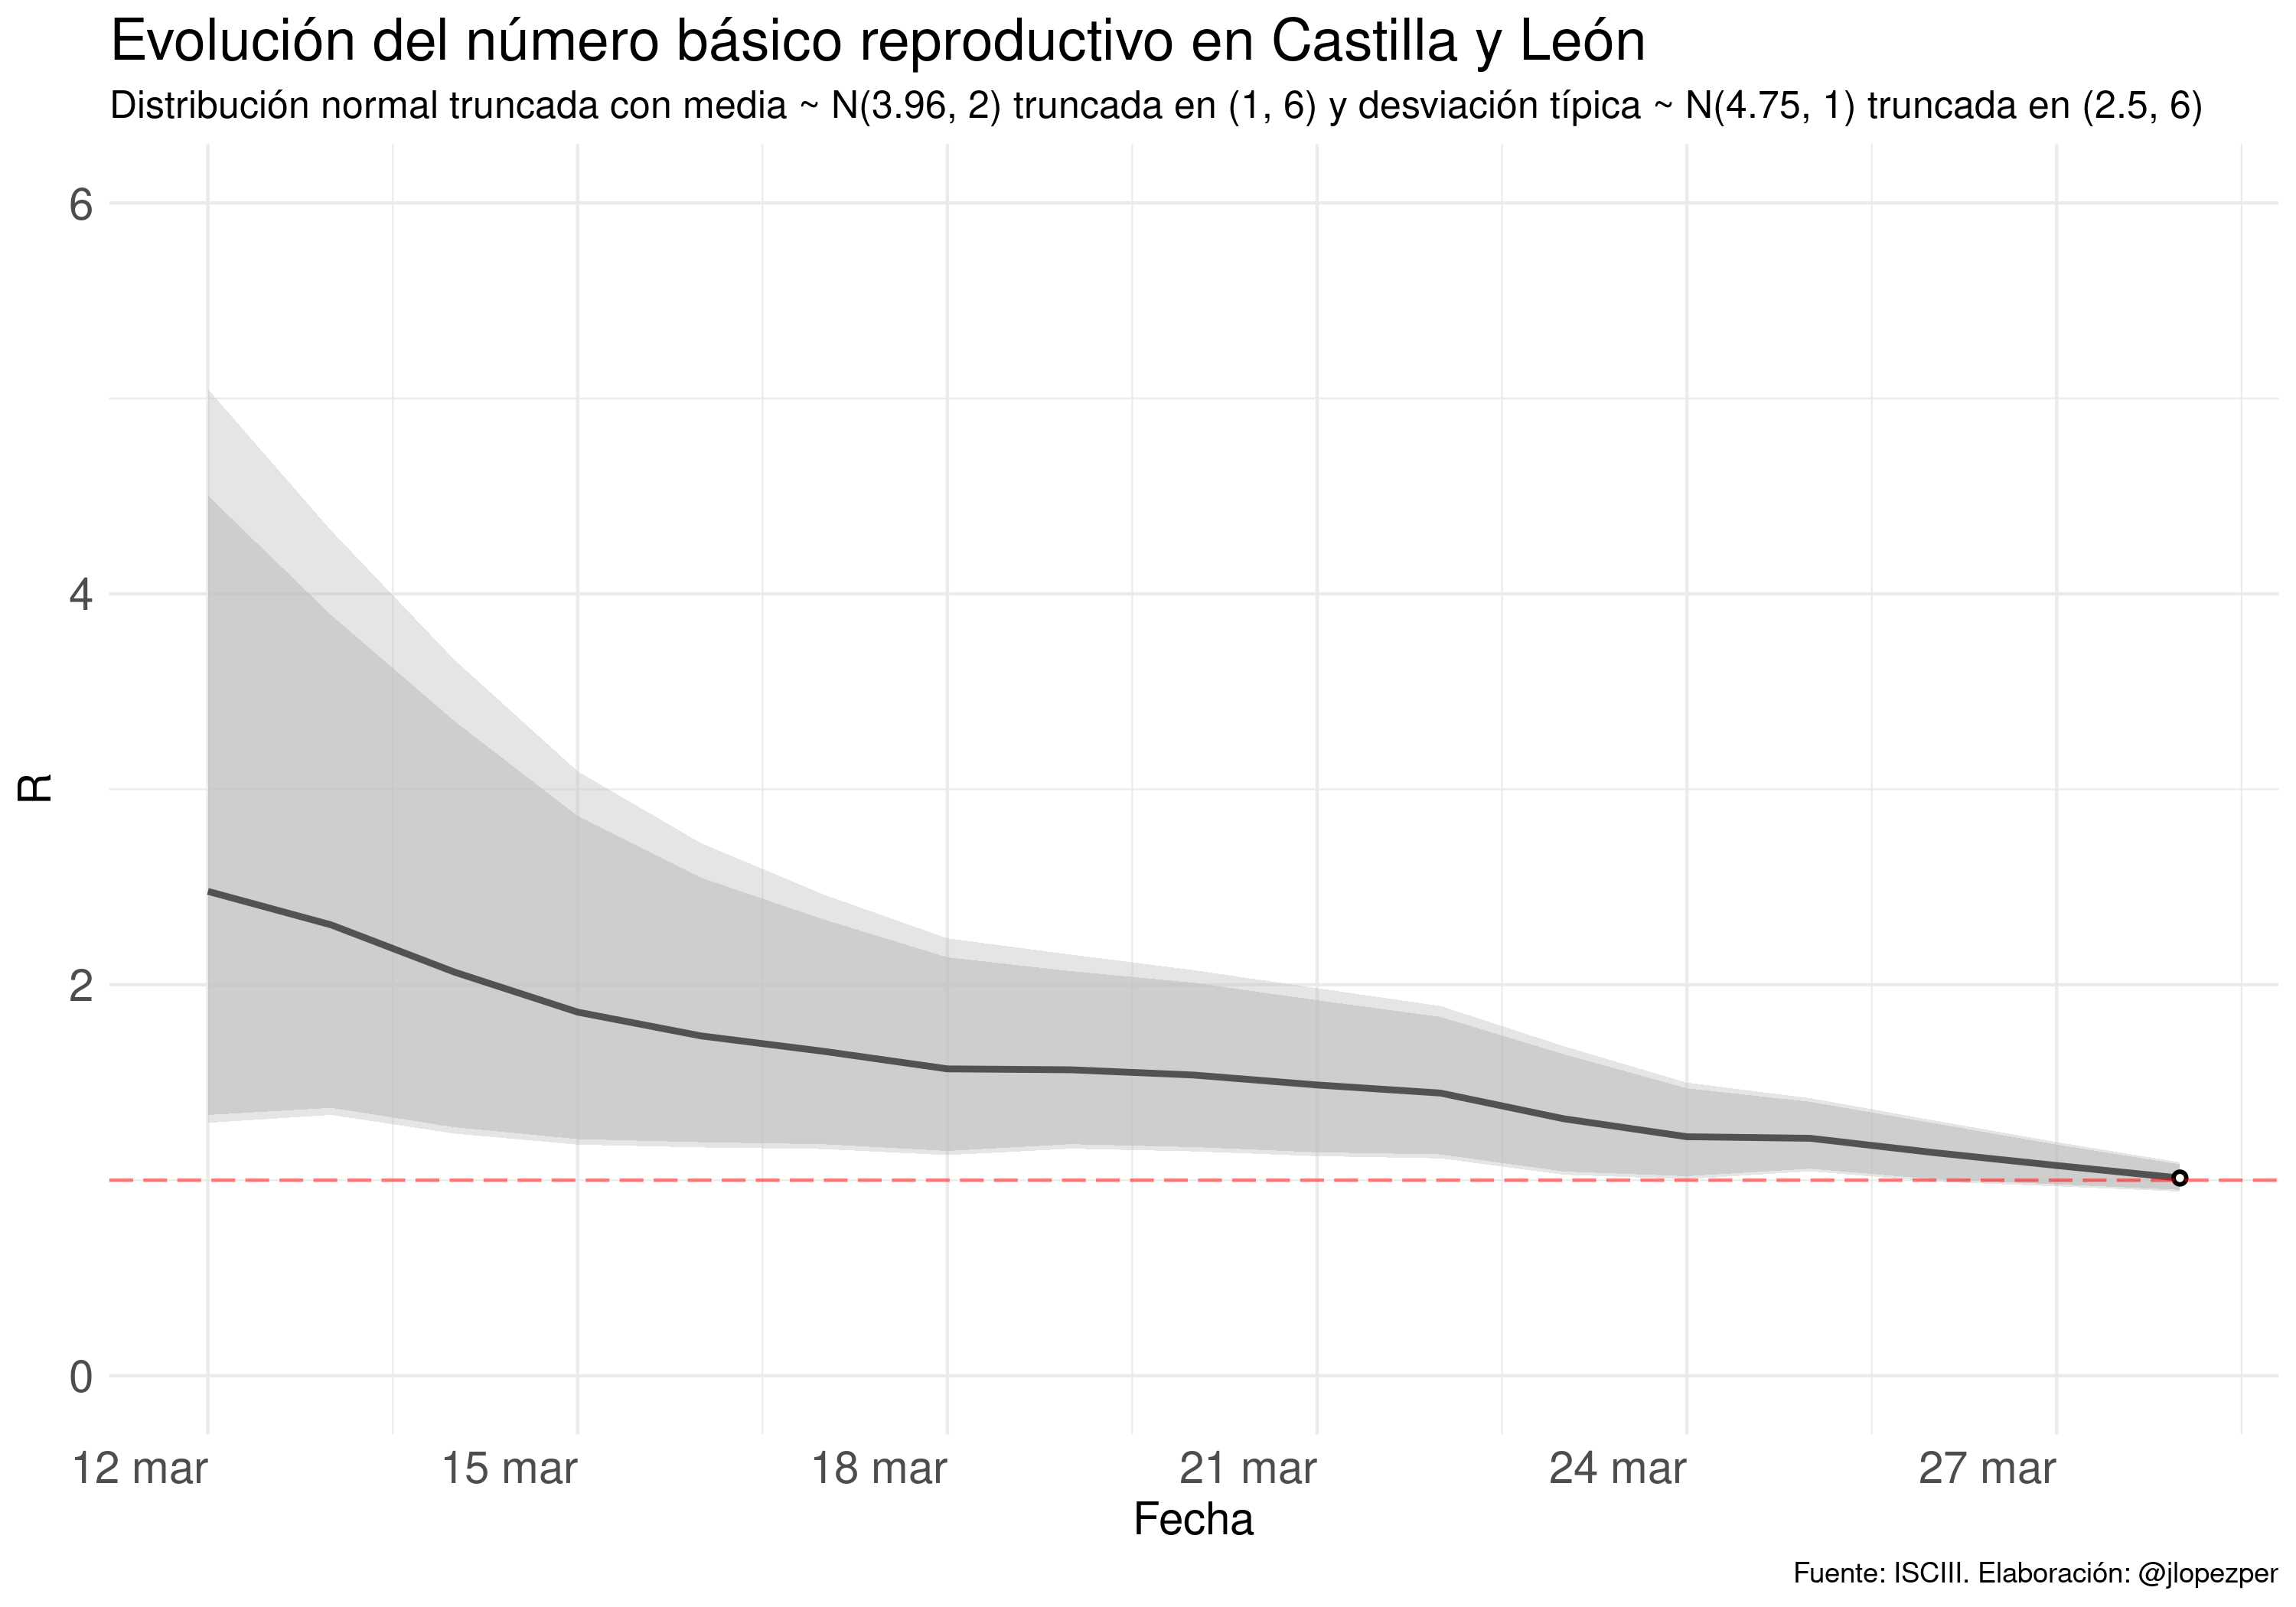 Evolución del número básico reproductivo en Castilla y León
Distribución normal truncada con media ~ N(3.96, 2) truncada en (1, 6) y desviación típica ~ N(4.75, 1) truncada en (2.5, 6)
6
4
R
2
0
12 mar 15 mar 18 mar 21 mar 24 mar 27 mar
Fecha
Fuente: ISCIII. Elaboración: @jlopezper